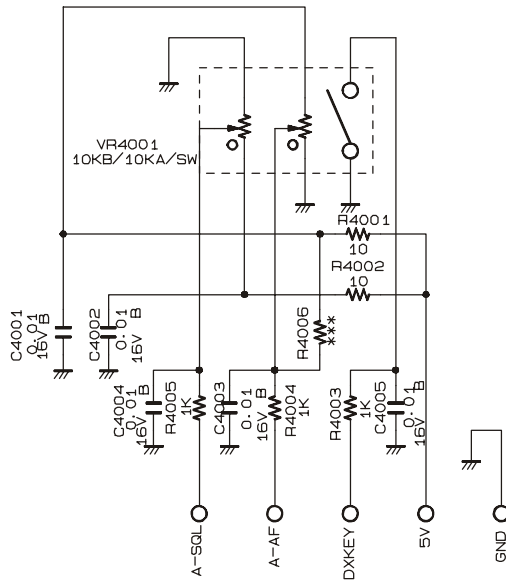 VR4001
10KB/10KA/SW
R4001
10
R4002
10
C4001
0.01
16V B
C4002
0.01
16V B
R4006
***
C4004
0.01
16V B
R4005
1K
C4003
0.01
16V B
R4004
1K
R4003
1K
C4005
0.01
16V B
A-SQL
A-AF
DXKEY
5V
GND